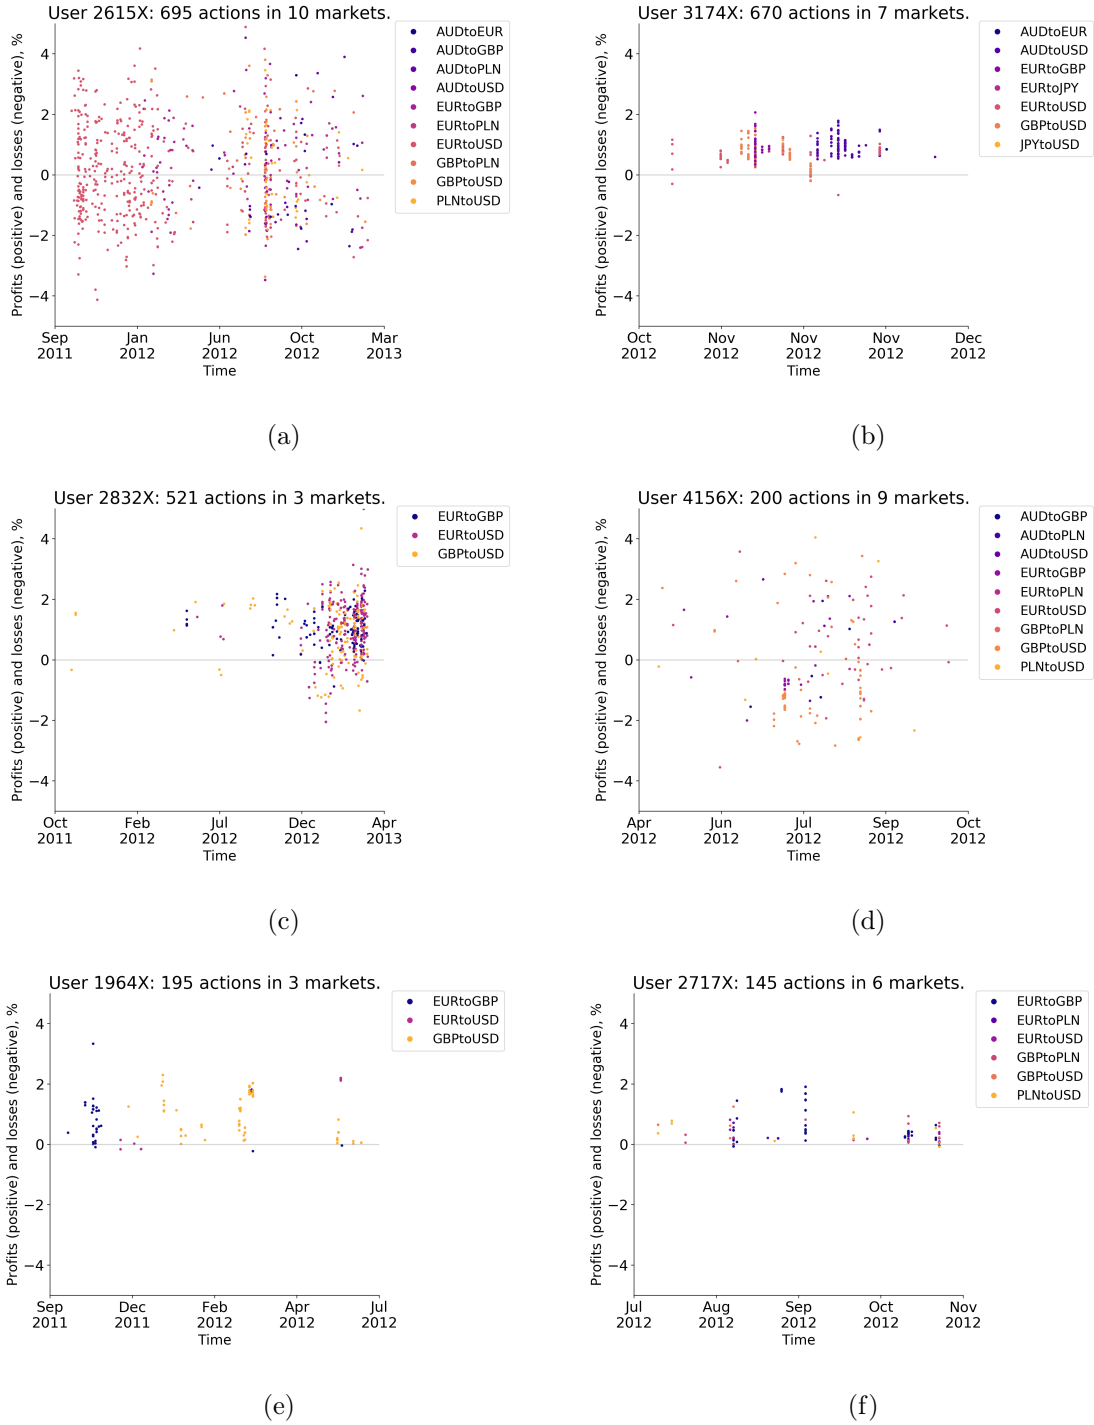 User 2615X: 695 actions in 10 markets.
Profits (positive) and losses (negative), %
4
2
0
−2
−4
Sep 2011
Jan 2012
Jun 2012
Oct 2012
Mar 2013
Time
AUDtoEUR
AUDtoGBP
AUDtoPLN
AUDtoUSD
EURtoGBP
EURtoPLN
EURtoUSD
GBPtoPLN
GBPtoUSD
PLNtoUSD
(a)
User 3174X: 670 actions in 7 markets.
Profits (positive) and losses (negative), %
4
2
0
−2
−4
Oct 2012
Nov 2012
Nov 2012
Nov 2012
Dec 2012
Time
AUDtoEUR
AUDtoUSD
EURtoGBP
EURtoJPY
EURtoUSD
GBPtoUSD
JPYtoUSD
(b)
User 2832X: 521 actions in 3 markets.
Profits (positive) and losses (negative), %
4
2
0
−2
−4
Oct 2011
Feb 2012
Jul 2012
Dec 2012
Apr 2013
Time
EURtoGBP
EURtoUSD
GBPtoUSD
(c)
User 4156X: 200 actions in 9 markets.
Profits (positive) and losses (negative), %
4
2
0
−2
−4
Apr 2012
Jun 2012
Jul 2012
Sep 2012
Oct 2012
Time
AUDtoGBP
AUDtoPLN
AUDtoUSD
EURtoGBP
EURtoPLN
EURtoUSD
GBPtoPLN
GBPtoUSD
PLNtoUSD
(d)
User 1964X: 195 actions in 3 markets.
Profits (positive) and losses (negative), %
4
2
0
−2
−4
Sep 2011
Dec 2011
Feb 2012
Apr 2012
Jul 2012
Time
EURtoGBP
EURtoUSD
GBPtoUSD
(e)
User 2717X: 145 actions in 6 markets.
Profits (positive) and losses (negative), %
4
2
0
−2
−4
Jul 2012
Aug 2012
Sep 2012
Oct 2012
Nov 2012
Time
EURtoGBP
EURtoPLN
EURtoUSD
GBPtoPLN
GBPtoUSD
PLNtoUSD
(f)